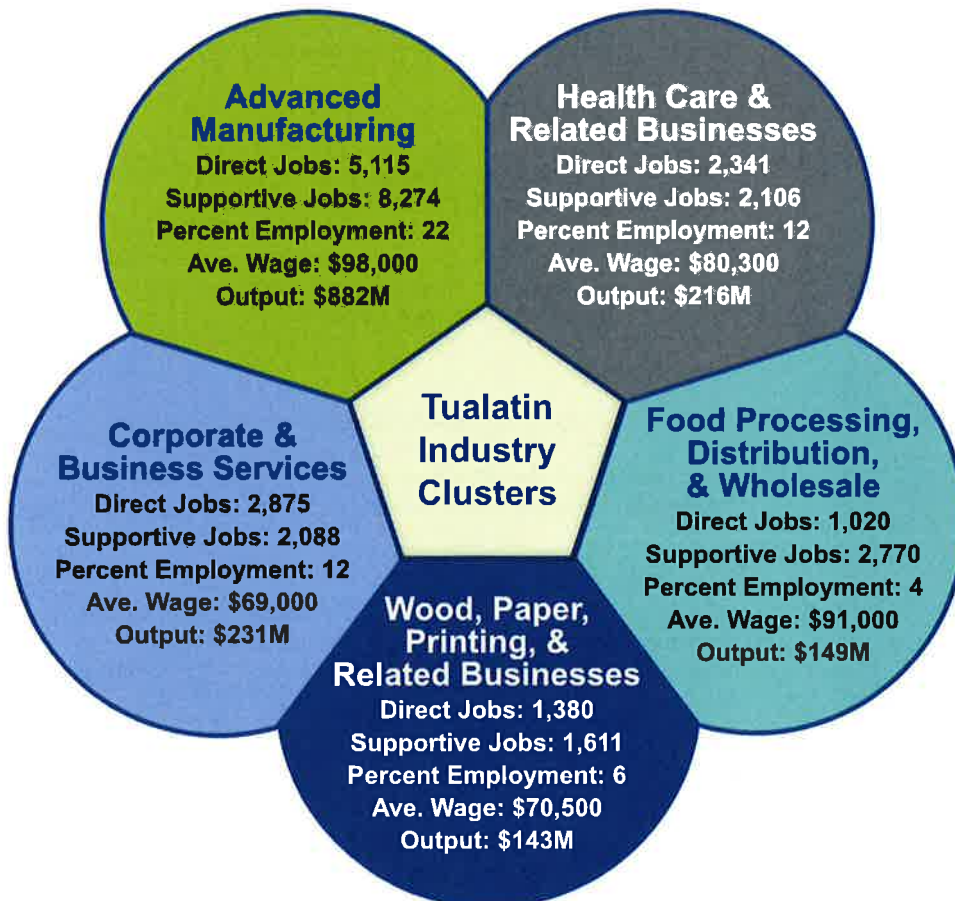 Advanced
Manufacturing
Direct Jobs: 5,115
Supportive Jobs: 8,274
Percent Employment: 22
Ave. Wage: $98,000
Output: $882M
Health Care &
Related Businesses
Direct Jobs: 2,341
Supportive Jobs: 2,106
Percent Employment: 12
Ave. Wage: $80,300
Output: $216M
Tualatin
Industry
Clusters
Corporate &
Business Services
Direct Jobs: 2,875
Supportive Jobs: 2,088
Percent Employment: 12
Ave. Wage: $69,000
Output: $231M
Food Processing,
Distribution,
& Wholesale
Direct Jobs: 1,020
Supportive Jobs: 2,770
Percent Employment: 4
Ave. Wage: $91,000
Output: $149M
Wood, Paper,
Printing, &
Related Businesses
Direct Jobs: 1,380
Supportive Jobs: 1,611
Percent Employment: 6
Ave. Wage: $70,500
Output: $143M